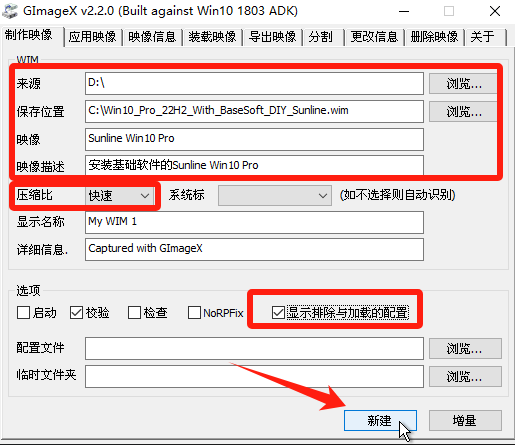 GImageX v2.2.0 (Built against Win10 1803 ADK)
制作映像 应用映像 映像信息 装载映像 导出映像 分割 更改信息 删除映像 关于
WIM
来源 D:\ 浏览...
保存位置 C:\Win10_Pro_22H2_With_BaseSoft_DIY_Sunline.wim 浏览...
映像 Sunline Win10 Pro
映像描述 安装基础软件的Sunline Win10 Pro
压缩比 快速 系统标 (如不选择则自动识别)
显示名称 My WIM 1
详细信息. Captured with GImageX
选项
启动 校验 检查 NoRPFix 显示排除与加载的配置
配置文件 浏览...
临时文件夹 浏览...
新建 增量